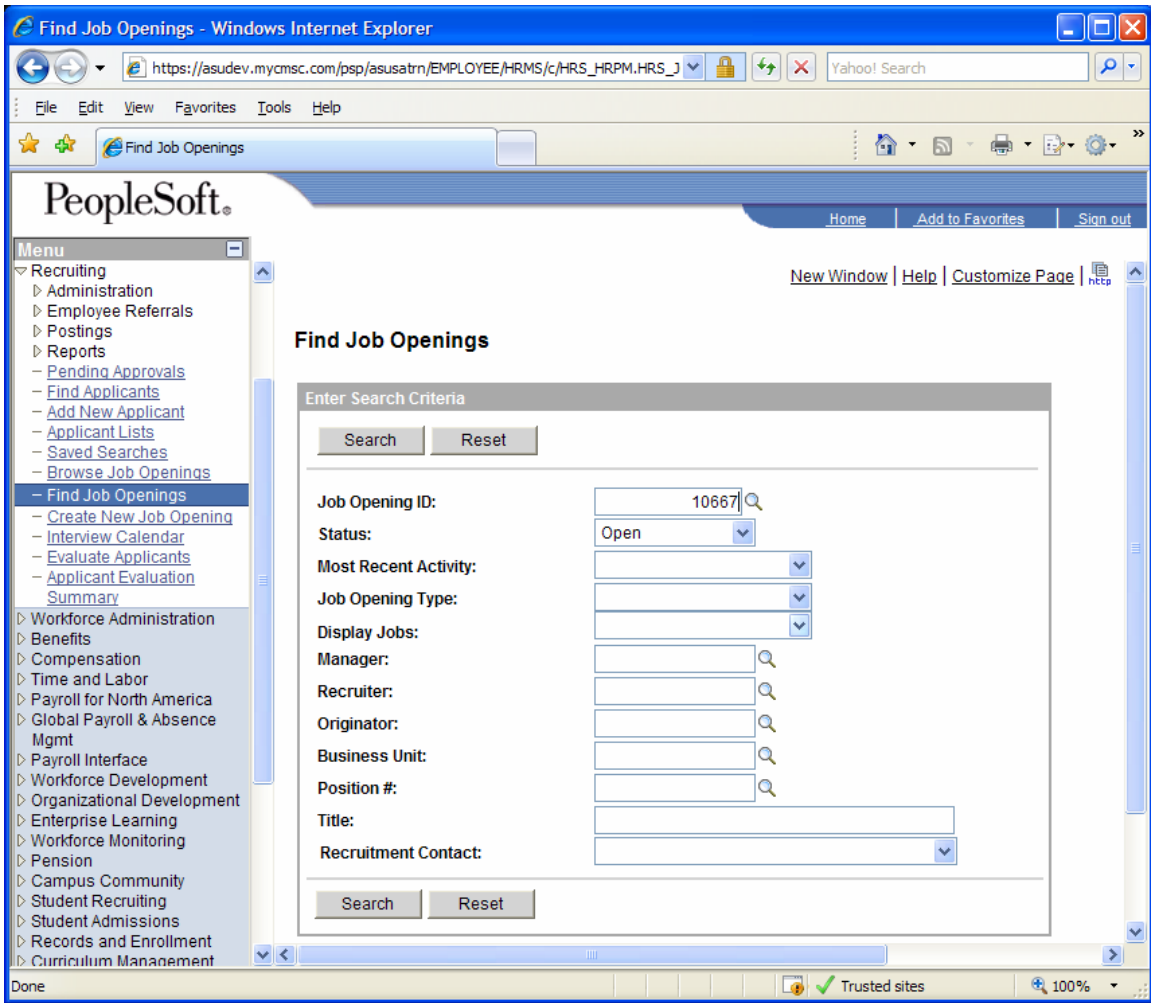 Find Job Openings - Windows Internet Explorer
https://asudev.mycmsc.com/psp/asusatrn/EMPLOYEE/HRMS/c/HRS_HRPM.HRS_J
Yahoo! Search
File Edit View Favorites Tools Help
Find Job Openings
PeopleSoft®
Home Add to Favorites Sign out
Menu
Recruiting
Administration
Employee Referrals
Postings
Reports
Pending Approvals
Find Applicants
Add New Applicant
Applicant Lists
Saved Searches
Browse Job Openings
Find Job Openings
Create New Job Opening
Interview Calendar
Evaluate Applicants
Applicant Evaluation
Summary
Workforce Administration
Benefits
Compensation
Time and Labor
Payroll for North America
Global Payroll & Absence
Mgmt
Payroll Interface
Workforce Development
Organizational Development
Enterprise Learning
Workforce Monitoring
Pension
Campus Community
Student Recruiting
Student Admissions
Records and Enrollment
Curriculum Management
New Window | Help | Customize Page | http
Find Job Openings
Enter Search Criteria
Search Reset
Job Opening ID: 10667
Status: Open
Most Recent Activity:
Job Opening Type:
Display Jobs:
Manager:
Recruiter:
Originator:
Business Unit:
Position #:
Title:
Recruitment Contact:
Search Reset
Done Trusted sites 100%